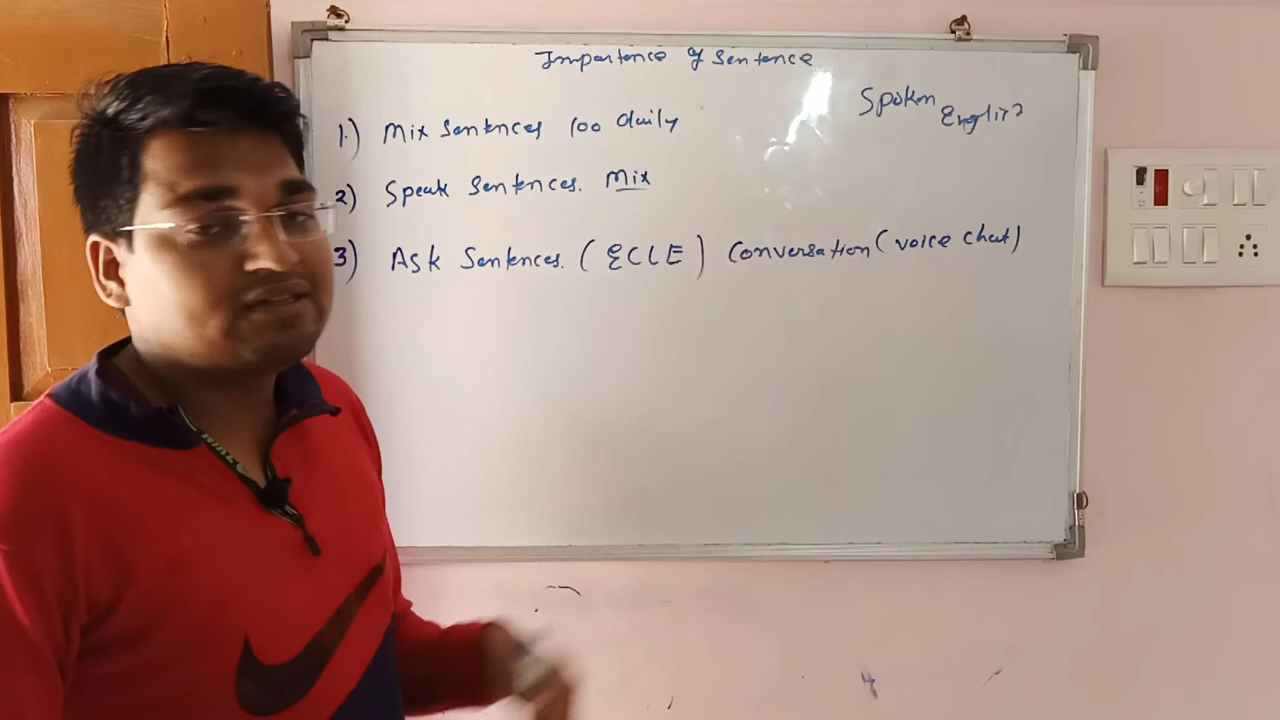 Importence of Sentence
Spoken
English
1) Mix Sentences 100 daily
2) Speak Sentences. Mix
3) Ask Sentences. (ECLE) Conversation (voice chat)